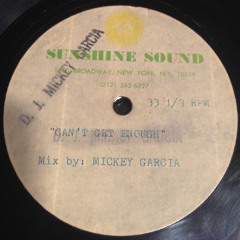 SUNSHINE SOUND
BROADWAY, NEW YORK, N.Y.
D. J. MICKEY GARCIA
33 1/3 RPM
"CAN'T GET ENOUGH"
Mix by: MICKEY GARCIA